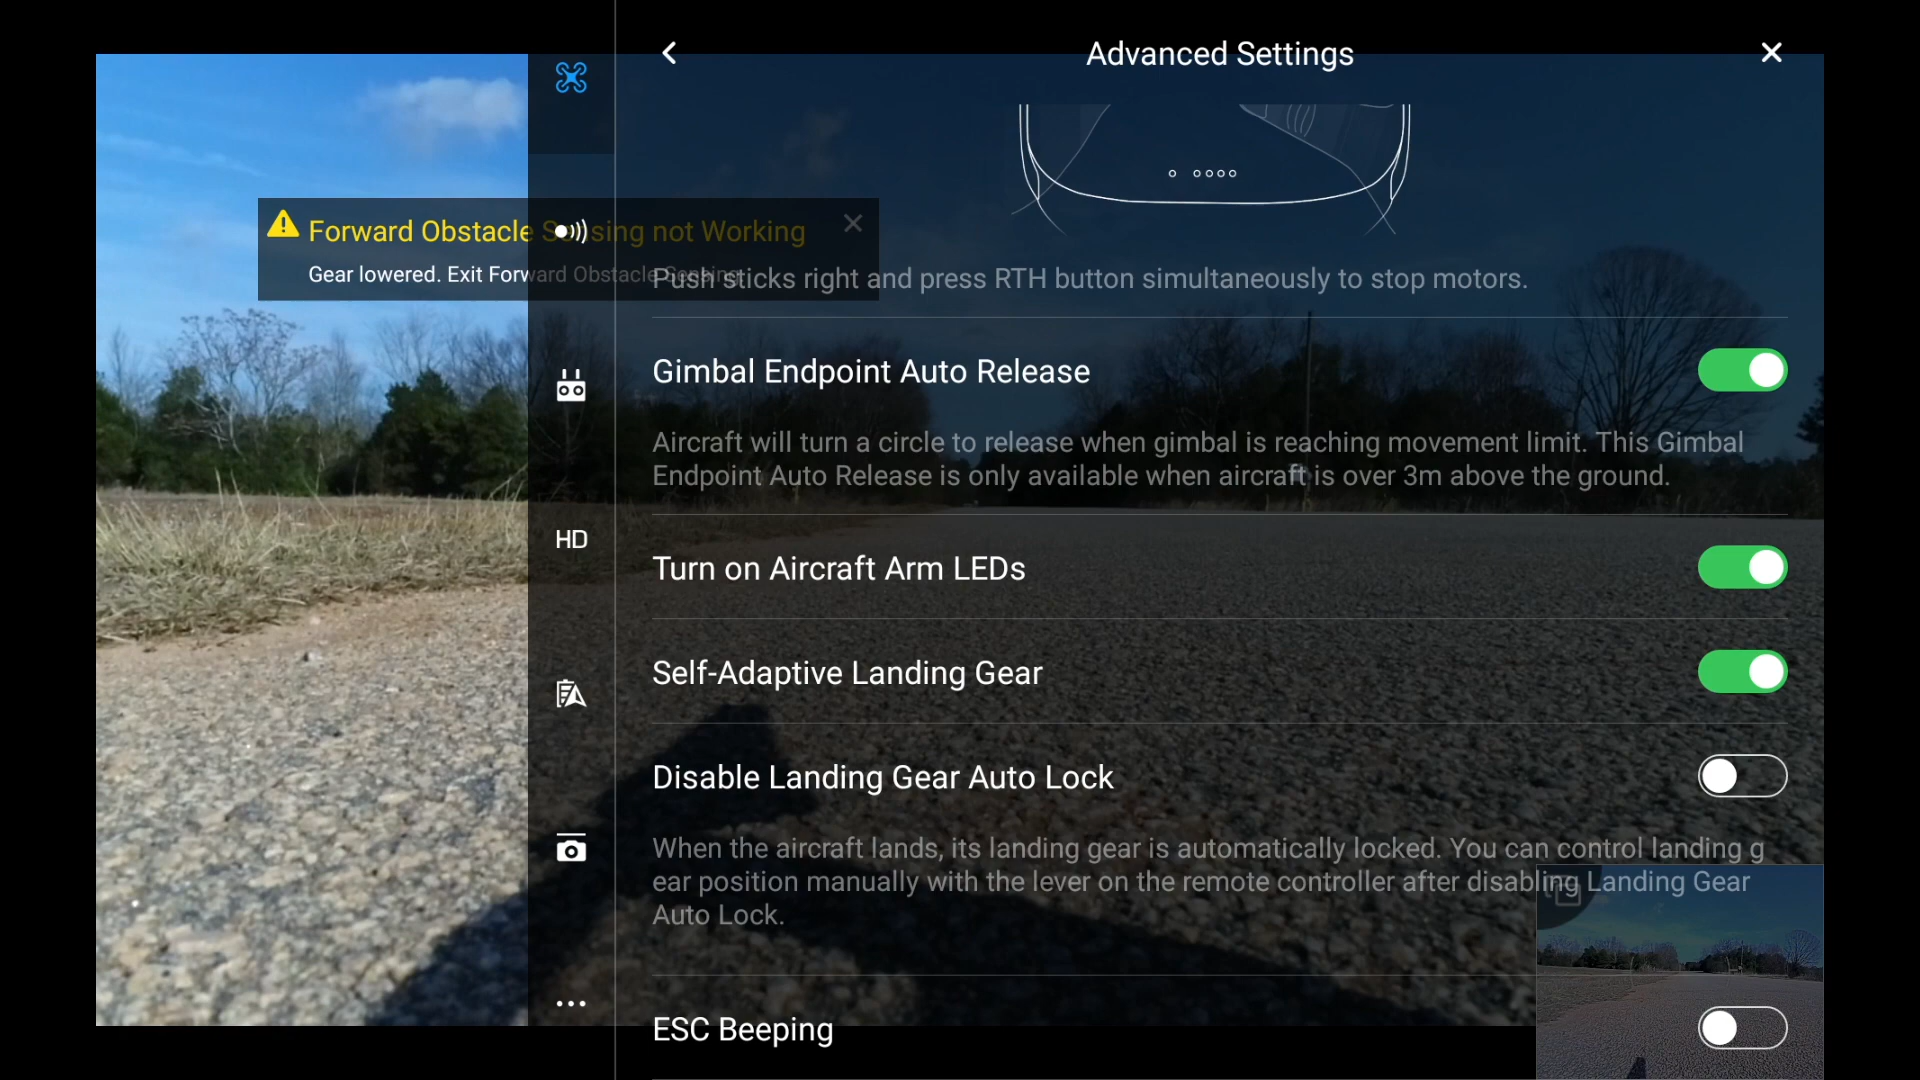 Advanced Settings
Forward Obstacle Sensing not Working
Gear lowered. Exit Forward Obstacle Sensing.
Push sticks right and press RTH button simultaneously to stop motors.
Gimbal Endpoint Auto Release
Aircraft will turn a circle to release when gimbal is reaching movement limit. This Gimbal
Endpoint Auto Release is only available when aircraft is over 3m above the ground.
HD
Turn on Aircraft Arm LEDs
Self-Adaptive Landing Gear
Disable Landing Gear Auto Lock
When the aircraft lands, its landing gear is automatically locked. You can control landing g
ear position manually with the lever on the remote controller after disabling Landing Gear
Auto Lock.
ESC Beeping